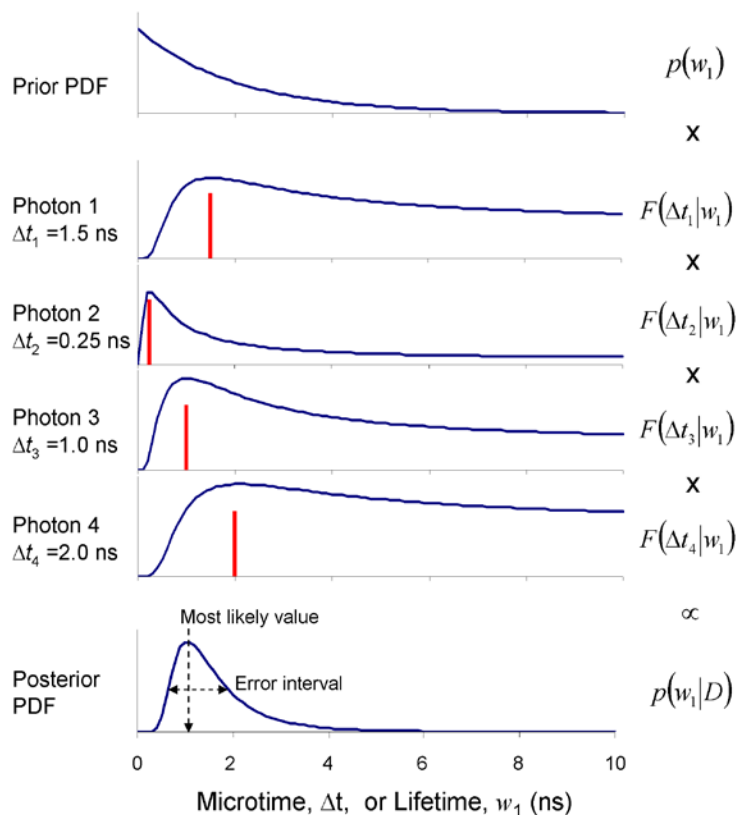 Prior PDF
p(w₁)
x
Photon 1
Δt₁ =1.5 ns
F(Δt₁|w₁)
x
Photon 2
Δt₂ =0.25 ns
F(Δt₂|w₁)
x
Photon 3
Δt₃ =1.0 ns
F(Δt₃|w₁)
x
Photon 4
Δt₄ =2.0 ns
F(Δt₄|w₁)
∝
Most likely value
Error interval
Posterior
PDF
p(w₁|D)
0 2 4 6 8 10
Microtime, Δt, or Lifetime, w₁ (ns)